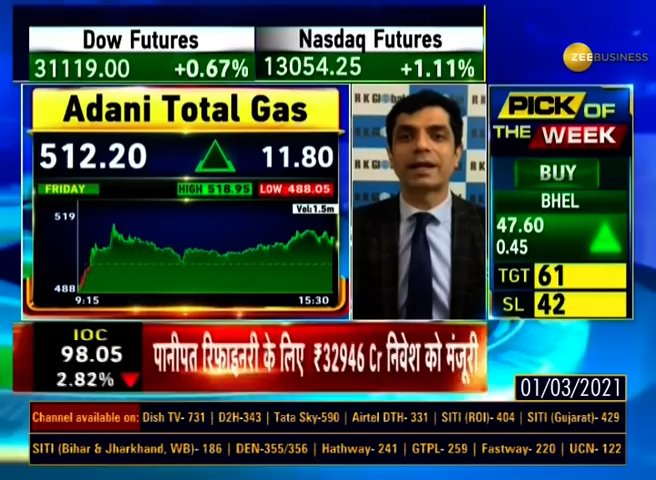 Dow Futures
31119.00 +0.67%
Nasdaq Futures
13054.25 +1.11%
ZEE BUSINESS
Adani Total Gas
512.20 11.80
FRIDAY HIGH 518.95 LOW 488.05
Vol:1.5m
519
488
9:15 15:30
PICK OF
THE WEEK
BUY
BHEL
47.60
0.45
TGT 61
SL 42
IOC
98.05
2.82%
पानीपत रिफाइनरी के लिए ₹32946 Cr निवेश को मंजूरी
01/03/2021
Channel available on: Dish TV- 731 | D2H-343 | Tata Sky-590 | Airtel DTH- 331 | SITI (ROI)- 404 | SITI (Gujarat)- 429
SITI (Bihar & Jharkhand, WB)- 186 | DEN-355/356 | Hathway- 241 | GTPL- 259 | Fastway- 220 | UCN- 122